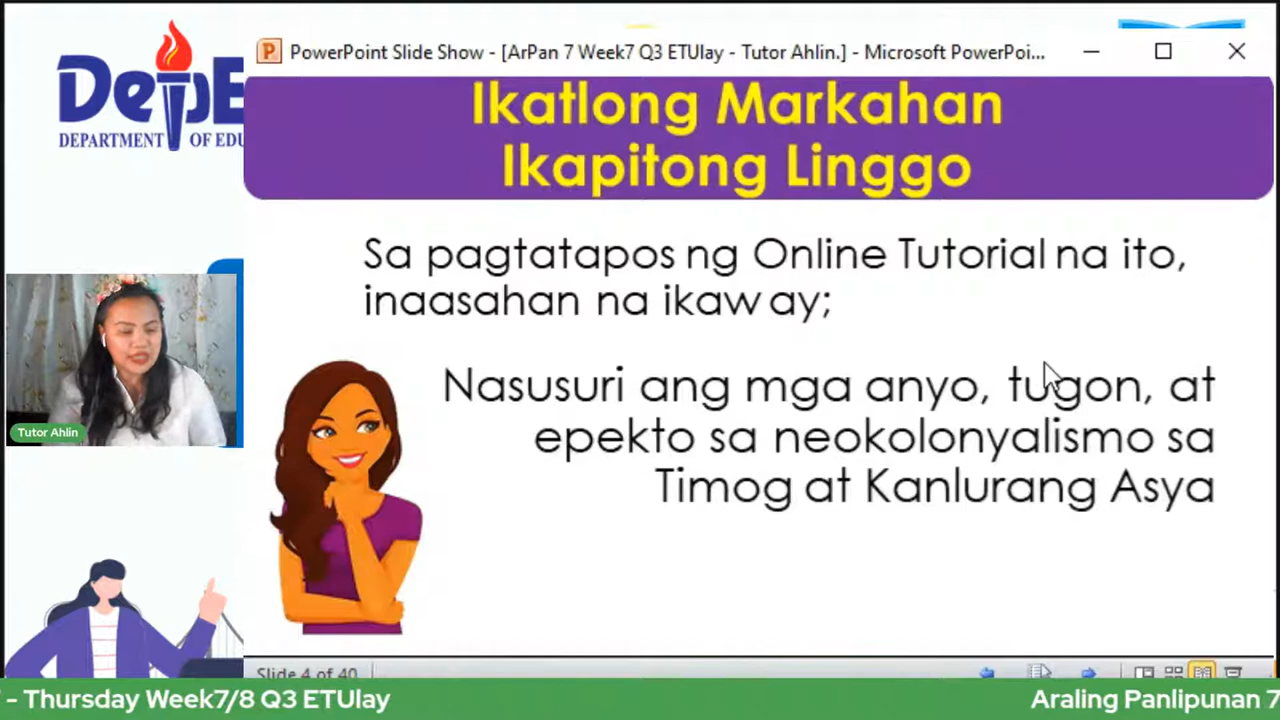 DepE
DEPARTMENT OF EDU
PowerPoint Slide Show - [ArPan 7 Week7 Q3 ETUlay - Tutor Ahlin.] - Microsoft PowerPoi...
Ikatlong Markahan
Ikapitong Linggo
Sa pagtatapos ng Online Tutorial na ito,
inaasahan na ikaw ay;
Nasusuri ang mga anyo, tugon, at
epekto sa neokolonyalismo sa
Timog at Kanlurang Asya
Tutor Ahlin
Slide 4 of 40
- Thursday Week7/8 Q3 ETUlay
Araling Panlipunan 7